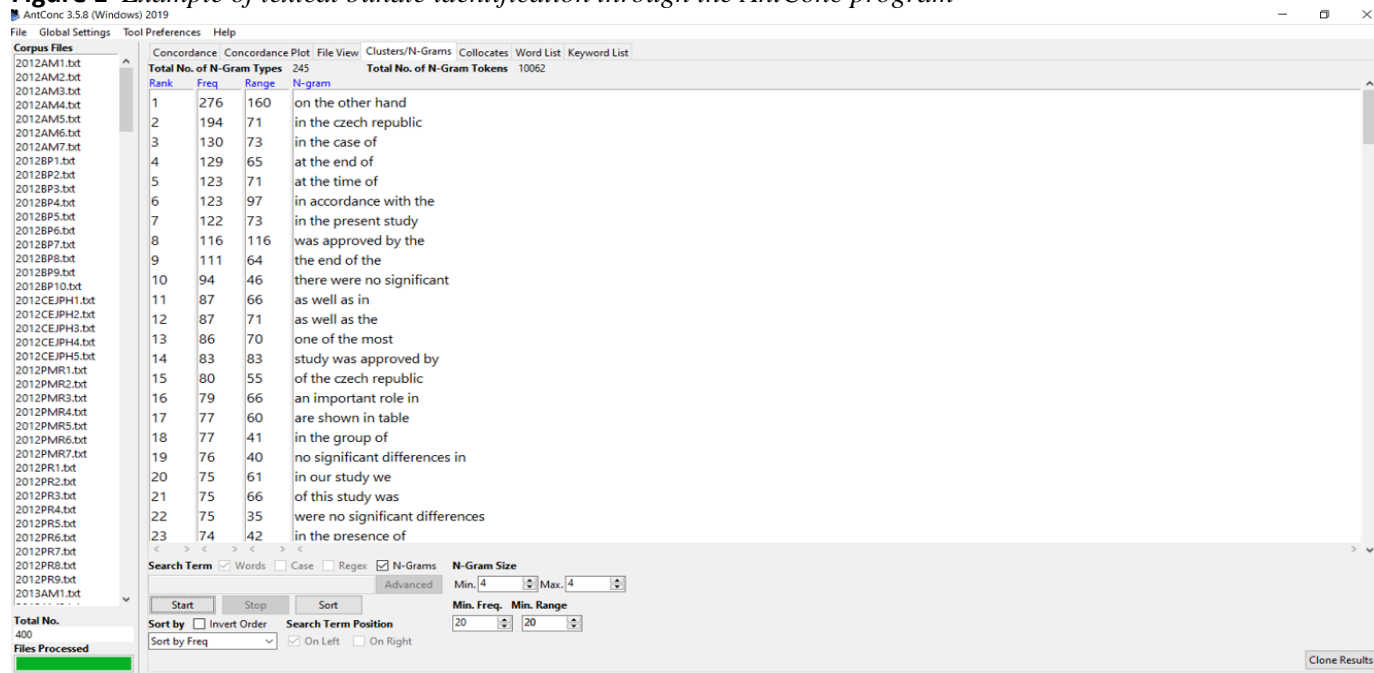 Figure 1 Example of lexical bundle identification through the AntConc program
AntConc 3.5.8 (Windows) 2019
File Global Settings Tool Preferences Help
Corpus Files
2012AM1.txt
2012AM2.txt
2012AM3.txt
2012AM4.txt
2012AM5.txt
2012AM6.txt
2012AM7.txt
2012BP1.txt
2012BP2.txt
2012BP3.txt
2012BP4.txt
2012BP5.txt
2012BP6.txt
2012BP7.txt
2012BP8.txt
2012BP9.txt
2012BP10.txt
2012CEJPH1.txt
2012CEJPH2.txt
2012CEJPH3.txt
2012CEJPH4.txt
2012CEJPH5.txt
2012PMR1.txt
2012PMR2.txt
2012PMR3.txt
2012PMR4.txt
2012PMR5.txt
2012PMR6.txt
2012PMR7.txt
2012PR1.txt
2012PR2.txt
2012PR3.txt
2012PR4.txt
2012PR5.txt
2012PR6.txt
2012PR7.txt
2012PR8.txt
2012PR9.txt
2013AM1.txt
Total No.
400
Files Processed
Concordance Concordance Plot File View Clusters/N-Grams Collocates Word List Keyword List
Total No. of N-Gram Types 245 Total No. of N-Gram Tokens 10062
Rank Freq Range N-gram
1 276 160 on the other hand
2 194 71 in the czech republic
3 130 73 in the case of
4 129 65 at the end of
5 123 71 at the time of
6 123 97 in accordance with the
7 122 73 in the present study
8 116 116 was approved by the
9 111 64 the end of the
10 94 46 there were no significant
11 87 66 as well as in
12 87 71 as well as the
13 86 70 one of the most
14 83 83 study was approved by
15 80 55 of the czech republic
16 79 66 an important role in
17 77 60 are shown in table
18 77 41 in the group of
19 76 40 no significant differences in
20 75 61 in our study we
21 75 66 of this study was
22 75 35 were no significant differences
23 74 42 in the presence of
Search Term Words Case Regex N-Grams N-Gram Size
Advanced Min. 4 Max. 4
Start Stop Sort Min. Freq. Min. Range
Sort by Invert Order Search Term Position 20 20
Sort by Freq On Left On Right
Clone Results